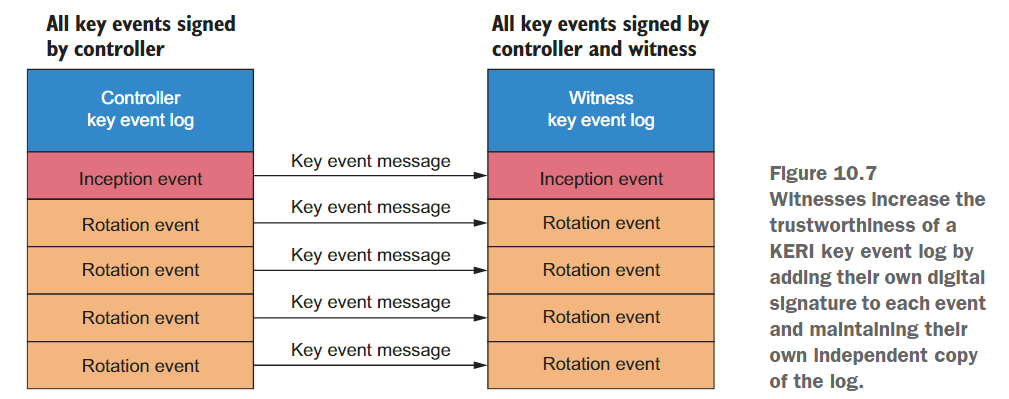 All key events signed
by controller
All key events signed by
controller and witness
Controller
key event log
Witness
key event log
Inception event
Key event message
Inception event
Rotation event
Key event message
Rotation event
Rotation event
Key event message
Rotation event
Rotation event
Key event message
Rotation event
Rotation event
Key event message
Rotation event
Figure 10.7
Witnesses increase the
trustworthiness of a
KERI key event log by
adding their own digital
signature to each event
and maintaining their
own independent copy
of the log.